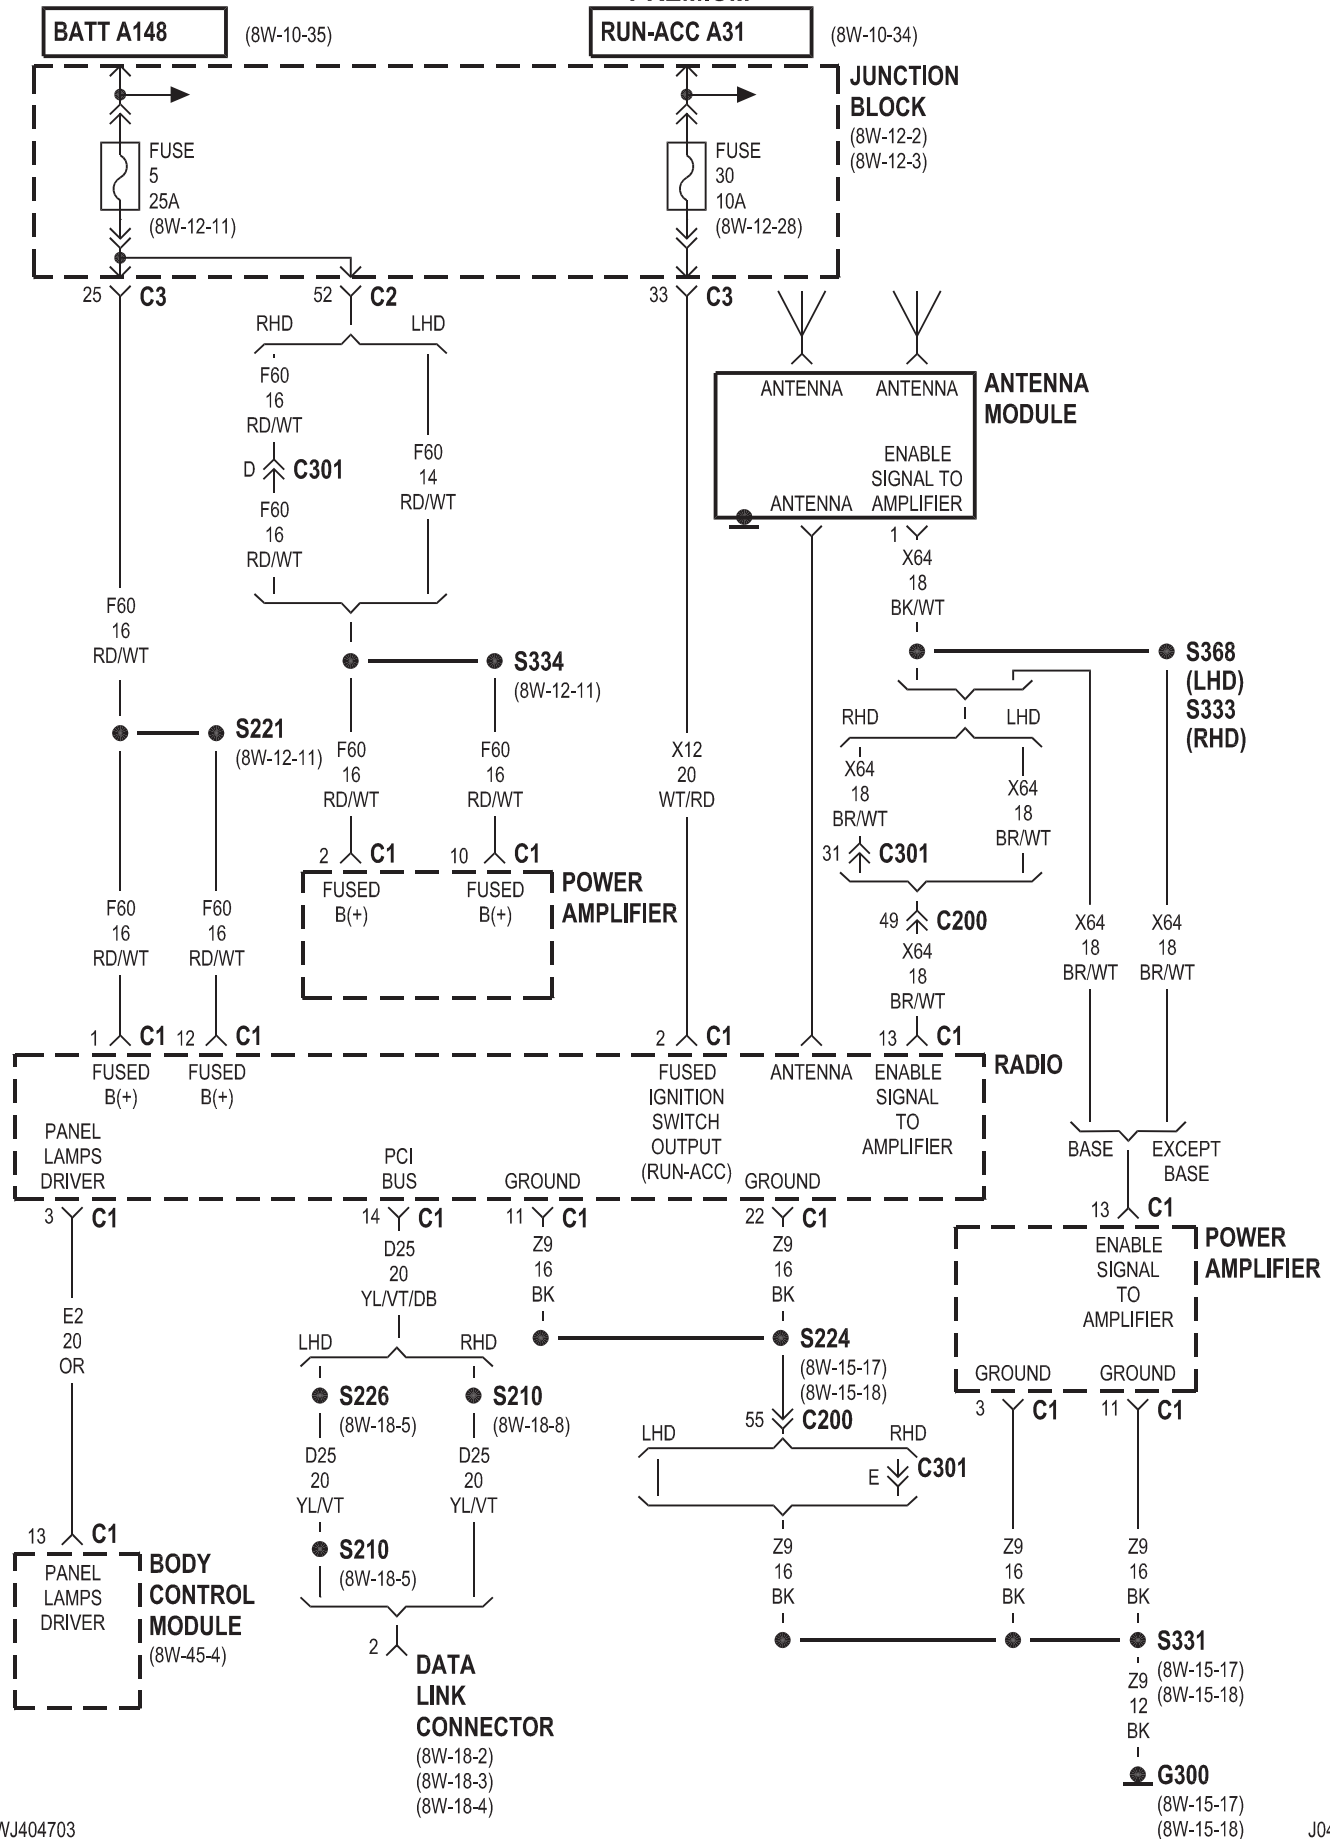 BATT A148
(8W-10-35)
RUN-ACC A31
(8W-10-34)
JUNCTION
BLOCK
(8W-12-2)
(8W-12-3)
FUSE
5
25A
(8W-12-11)
FUSE
30
10A
(8W-12-28)
25
C3
52
C2
33
C3
RHD
LHD
F60
16
RD/WT
D
C301
F60
16
RD/WT
F60
14
RD/WT
ANTENNA
ANTENNA
ANTENNA
MODULE
ENABLE
SIGNAL TO
AMPLIFIER
ANTENNA
1
X64
18
BK/WT
F60
16
RD/WT
S334
(8W-12-11)
S368
(LHD)
S333
(RHD)
S221
(8W-12-11)
F60
16
RD/WT
F60
16
RD/WT
X12
20
WT/RD
RHD
LHD
X64
18
BR/WT
X64
18
BR/WT
31
C301
2
C1
10
C1
FUSED
B(+)
FUSED
B(+)
POWER
AMPLIFIER
F60
16
RD/WT
F60
16
RD/WT
49
C200
X64
18
BR/WT
X64
18
BR/WT
X64
18
BR/WT
1
C1
12
C1
2
C1
13
C1
RADIO
FUSED
B(+)
FUSED
B(+)
FUSED
IGNITION
SWITCH
OUTPUT
(RUN-ACC)
ANTENNA
ENABLE
SIGNAL
TO
AMPLIFIER
PANEL
LAMPS
DRIVER
PCI
BUS
GROUND
GROUND
BASE
EXCEPT
BASE
3
C1
14
C1
11
C1
22
C1
13
C1
POWER
AMPLIFIER
ENABLE
SIGNAL
TO
AMPLIFIER
GROUND
GROUND
D25
20
YL/VT/DB
Z9
16
BK
Z9
16
BK
E2
20
OR
LHD
RHD
S226
(8W-18-5)
S210
(8W-18-8)
S224
(8W-15-17)
(8W-15-18)
55
C200
3
C1
11
C1
LHD
RHD
E
C301
D25
20
YL/VT
D25
20
YL/VT
S210
(8W-18-5)
13
C1
PANEL
LAMPS
DRIVER
BODY
CONTROL
MODULE
(8W-45-4)
Z9
16
BK
Z9
16
BK
Z9
16
BK
2
DATA
LINK
CONNECTOR
(8W-18-2)
(8W-18-3)
(8W-18-4)
S331
(8W-15-17)
(8W-15-18)
Z9
12
BK
G300
(8W-15-17)
(8W-15-18)
WJ404703
J04